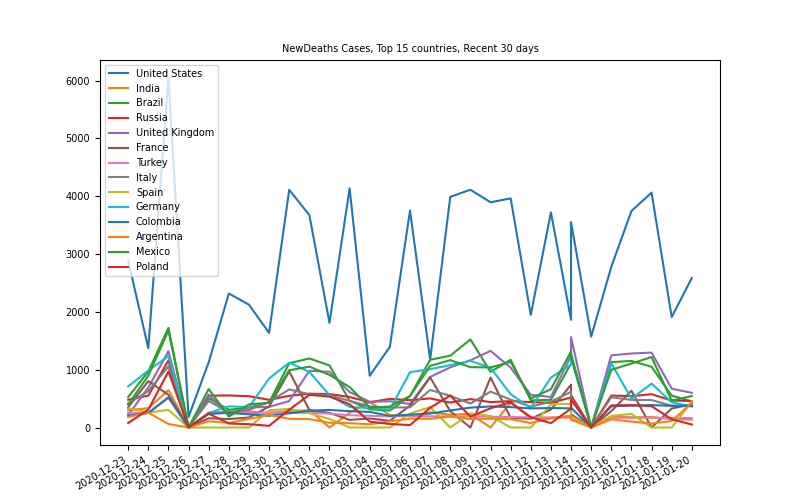 NewDeaths Cases, Top 15 countries, Recent 30 days
6000
5000
4000
3000
2000
1000
0
United States
India
Brazil
Russia
United Kingdom
France
Turkey
Italy
Spain
Germany
Colombia
Argentina
Mexico
Poland
2020-12-23
2020-12-24
2020-12-25
2020-12-26
2020-12-27
2020-12-28
2020-12-29
2020-12-30
2020-12-31
2021-01-01
2021-01-02
2021-01-03
2021-01-04
2021-01-05
2021-01-06
2021-01-07
2021-01-08
2021-01-09
2021-01-10
2021-01-11
2021-01-12
2021-01-13
2021-01-14
2021-01-15
2021-01-16
2021-01-17
2021-01-18
2021-01-19
2021-01-20